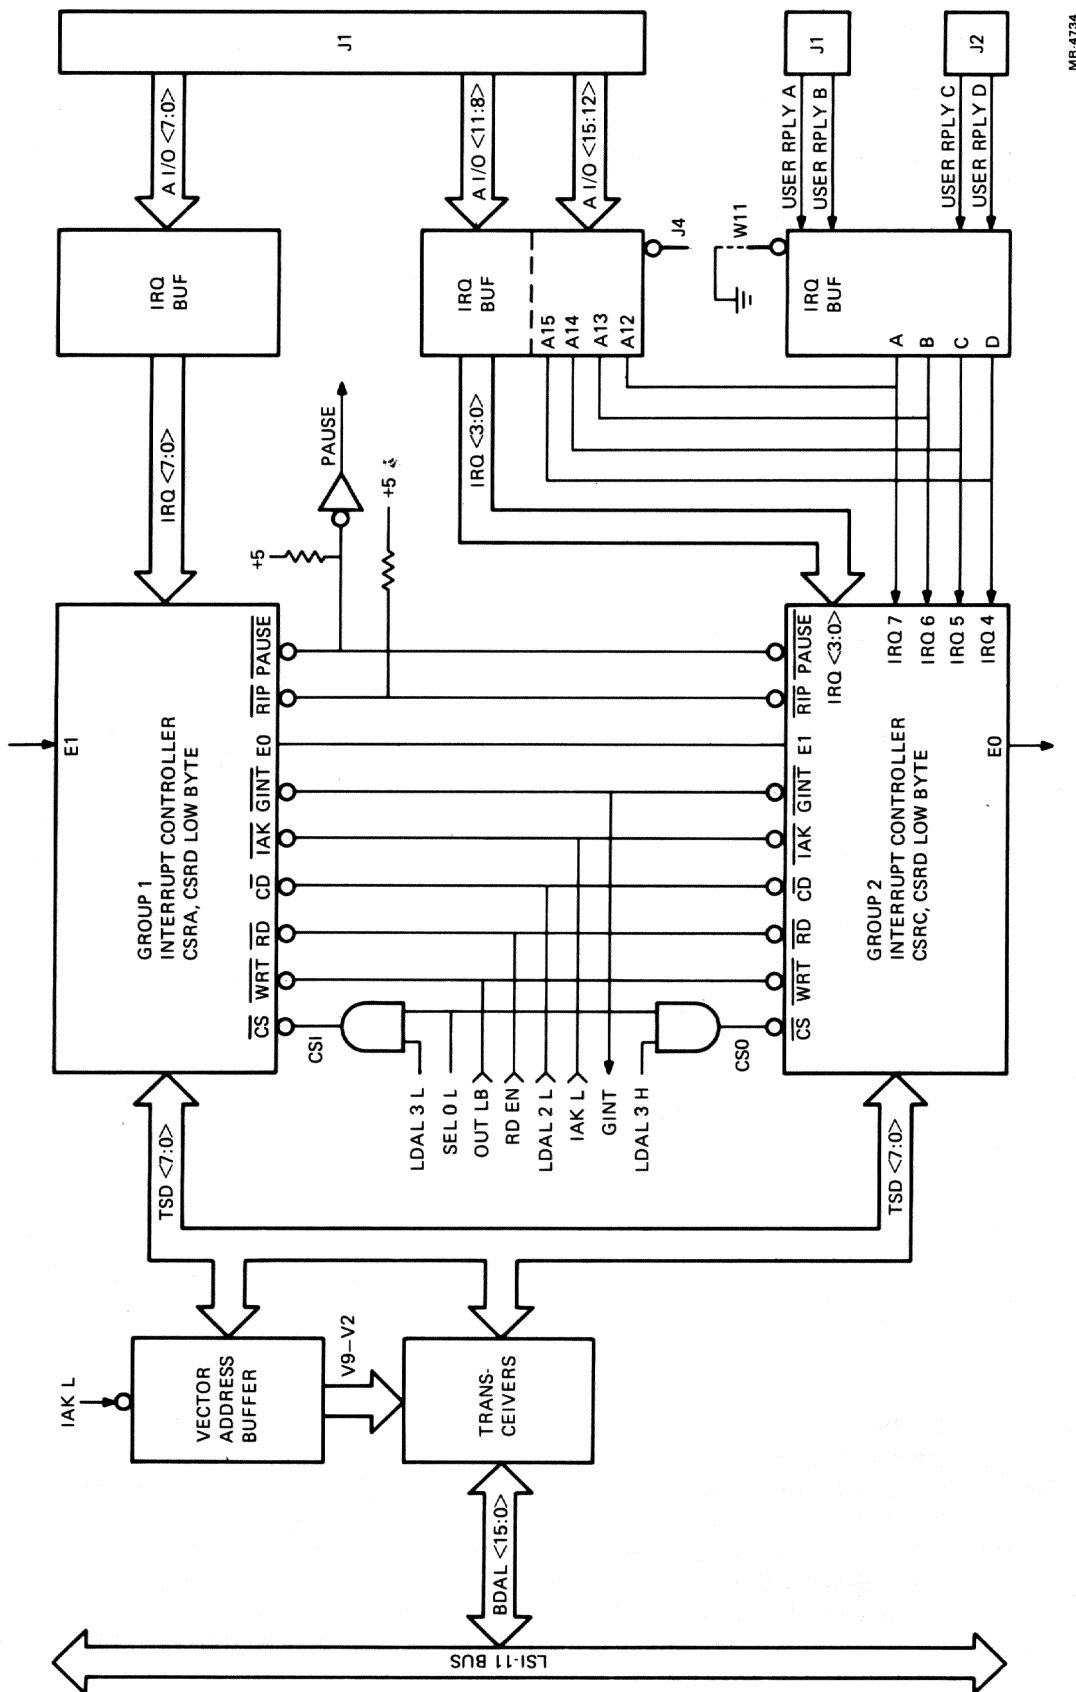 LSI-11 BUS
BDAL <15:0>
IAK L
VECTOR
ADDRESS
BUFFER
V9–V2
TRANS-
CEIVERS
TSD <7:0>
TSD <7:0>
E1
GROUP 1
INTERRUPT CONTROLLER
CSRA, CSRD LOW BYTE
CS
WRT
RD
CD
IAK
GINT
E0
RIP
PAUSE
CSI
LDAL 3 L
SEL 0 L
OUT LB
RD EN
LDAL 2 L
IAK L
GINT
LDAL 3 H
CSO
CS
WRT
RD
CD
IAK
GINT
E1
RIP
PAUSE
GROUP 2
INTERRUPT CONTROLLER
CSRC, CSRD LOW BYTE
IRQ <3:0>
IRQ 7
IRQ 6
IRQ 5
IRQ 4
E0
+5
PAUSE
+5
IRQ <7:0>
IRQ <3:0>
IRQ
BUF
IRQ
BUF
A15
A14
A13
A12
J4
W11
IRQ
BUF
A
B
C
D
A I/O <7:0>
A I/O <11:8>
A I/O <15:12>
USER RPLY A
USER RPLY B
USER RPLY C
USER RPLY D
J1
J1
J2
MR-4734